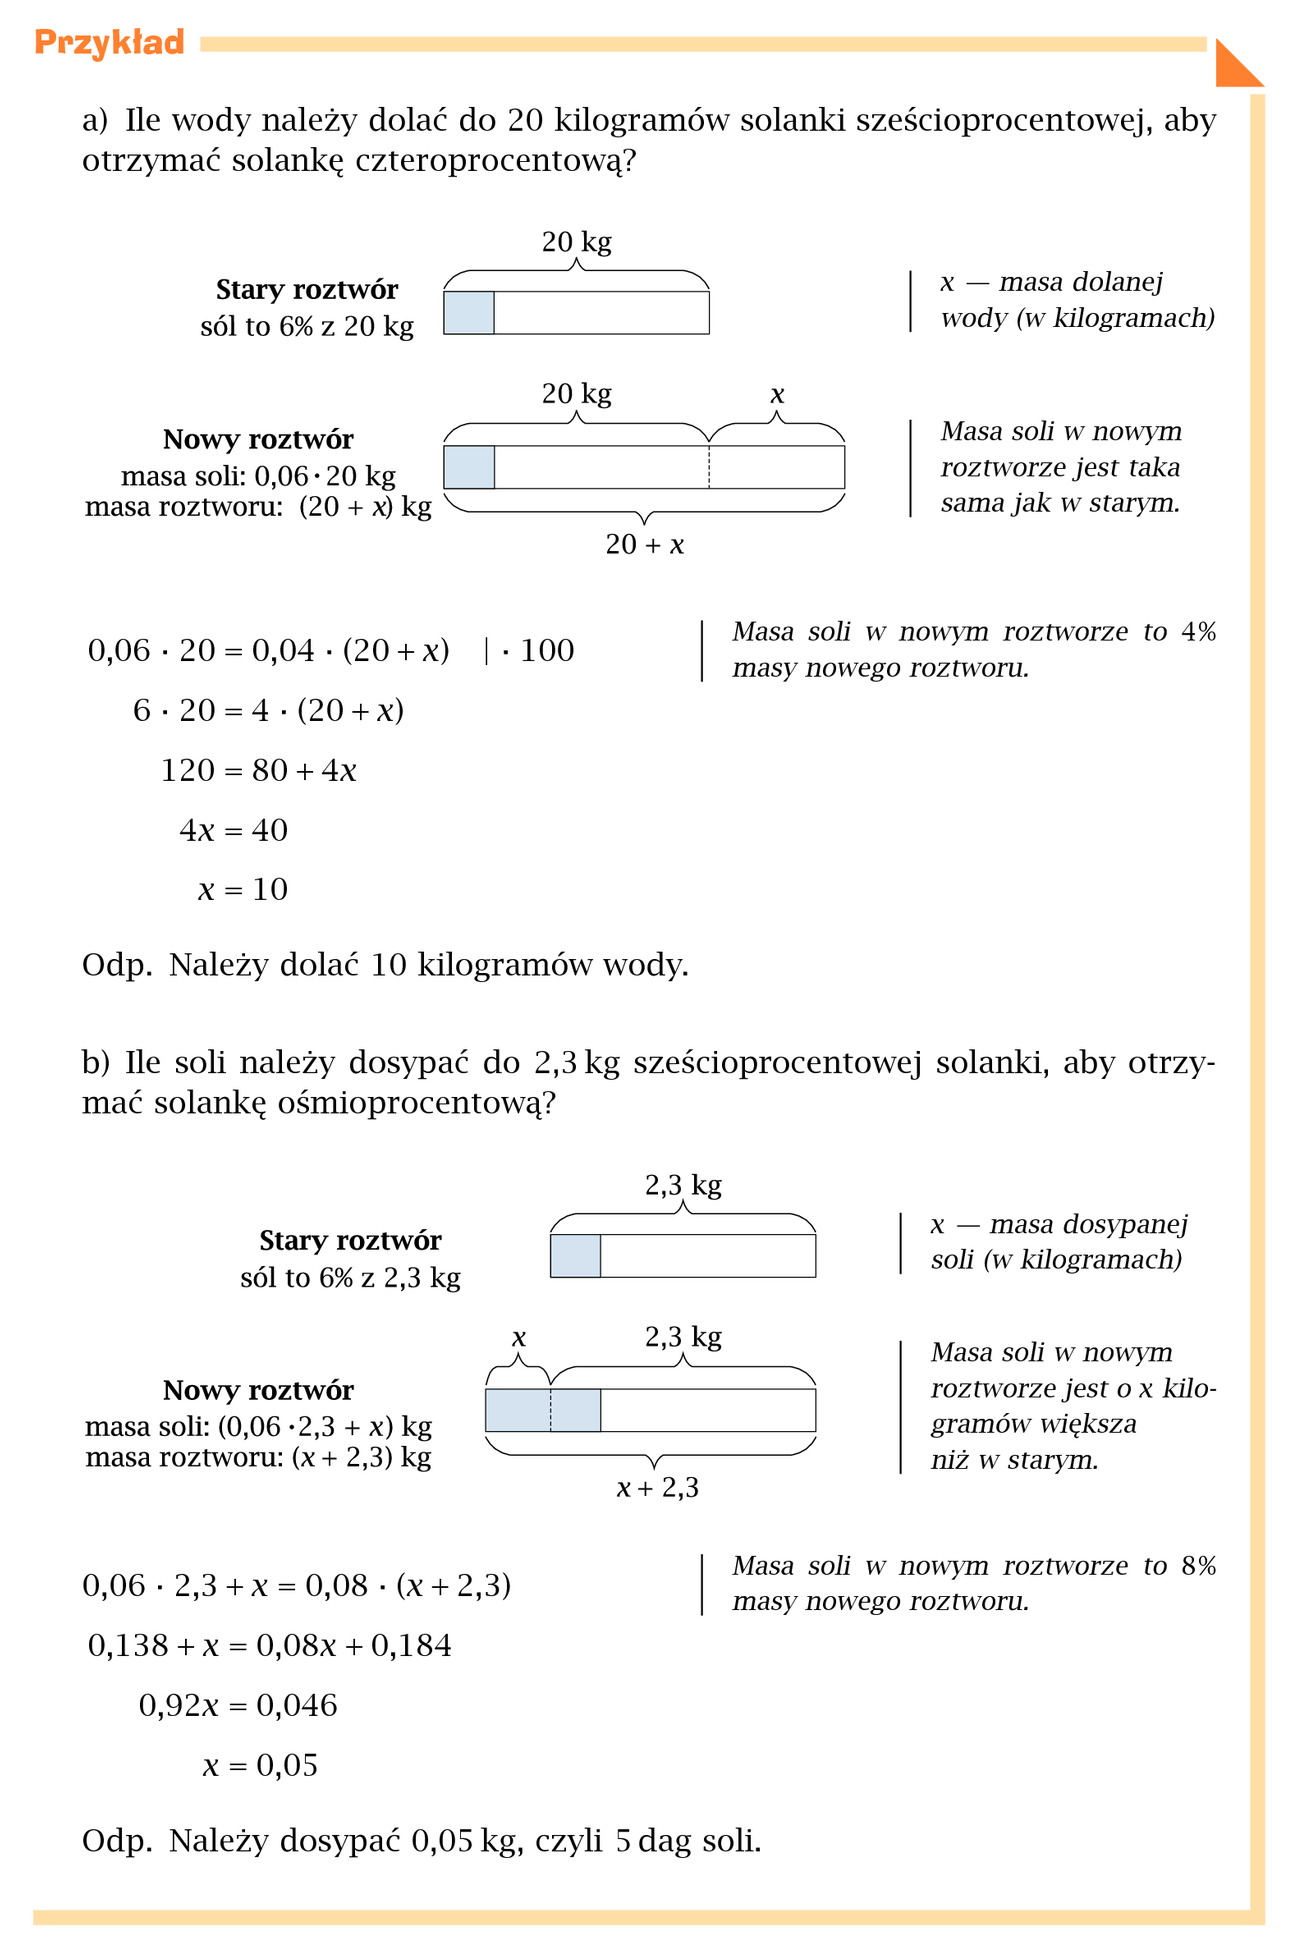 Przykład
a) Ile wody należy dolać do 20 kilogramów solanki sześcioprocentowej, aby
otrzymać solankę czteroprocentową?
20 kg
Stary roztwór
sól to 6% z 20 kg
x — masa dolanej
wody (w kilogramach)
20 kg x
Nowy roztwór
masa soli: 0,06 · 20 kg
masa roztworu: (20 + x) kg
20 + x
Masa soli w nowym
roztworze jest taka
sama jak w starym.
0,06 · 20 = 0,04 · (20 + x) | · 100
Masa soli w nowym roztworze to 4%
masy nowego roztworu.
6 · 20 = 4 · (20 + x)
120 = 80 + 4x
4x = 40
x = 10
Odp. Należy dolać 10 kilogramów wody.
b) Ile soli należy dosypać do 2,3 kg sześcioprocentowej solanki, aby otrzy-
mać solankę ośmioprocentową?
2,3 kg
Stary roztwór
sól to 6% z 2,3 kg
x — masa dosypanej
soli (w kilogramach)
x 2,3 kg
Nowy roztwór
masa soli: (0,06 · 2,3 + x) kg
masa roztworu: (x + 2,3) kg
x + 2,3
Masa soli w nowym
roztworze jest o x kilo-
gramów większa
niż w starym.
0,06 · 2,3 + x = 0,08 · (x + 2,3)
Masa soli w nowym roztworze to 8%
masy nowego roztworu.
0,138 + x = 0,08x + 0,184
0,92x = 0,046
x = 0,05
Odp. Należy dosypać 0,05 kg, czyli 5 dag soli.